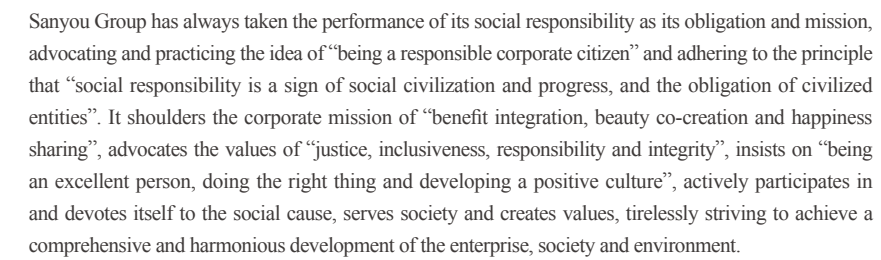 Sanyou Group has always taken the performance of its social responsibility as its obligation and mission,
advocating and practicing the idea of “being a responsible corporate citizen” and adhering to the principle
that “social responsibility is a sign of social civilization and progress, and the obligation of civilized
entities”. It shoulders the corporate mission of “benefit integration, beauty co-creation and happiness
sharing”, advocates the values of “justice, inclusiveness, responsibility and integrity”, insists on “being
an excellent person, doing the right thing and developing a positive culture”, actively participates in
and devotes itself to the social cause, serves society and creates values, tirelessly striving to achieve a
comprehensive and harmonious development of the enterprise, society and environment.